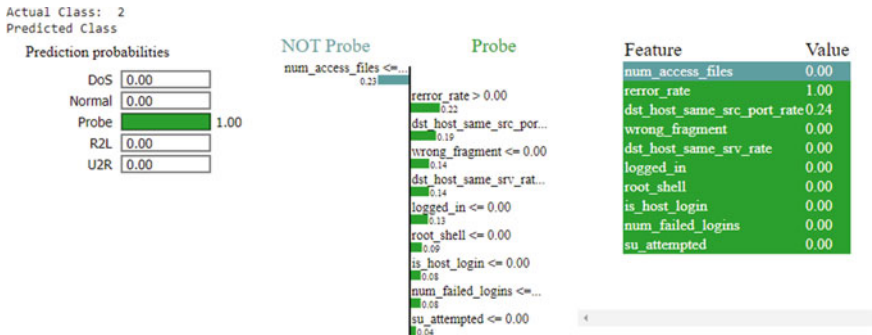 Actual Class: 2
Predicted Class
Prediction probabilities
DoS 0.00
Normal 0.00
Probe 1.00
R2L 0.00
U2R 0.00
NOT Probe Probe
num_access_files <=...
0.23
rerror_rate > 0.00
0.22
dst_host_same_src_por...
0.19
wrong_fragment <= 0.00
0.14
dst_host_same_srv_rat...
0.14
logged_in <= 0.00
0.13
root_shell <= 0.00
0.09
is_host_login <= 0.00
0.08
num_failed_logins <=...
0.08
su_attempted <= 0.00
0.04
Feature Value
num_access_files 0.00
rerror_rate 1.00
dst_host_same_src_port_rate 0.24
wrong_fragment 0.00
dst_host_same_srv_rate 0.00
logged_in 0.00
root_shell 0.00
is_host_login 0.00
num_failed_logins 0.00
su_attempted 0.00